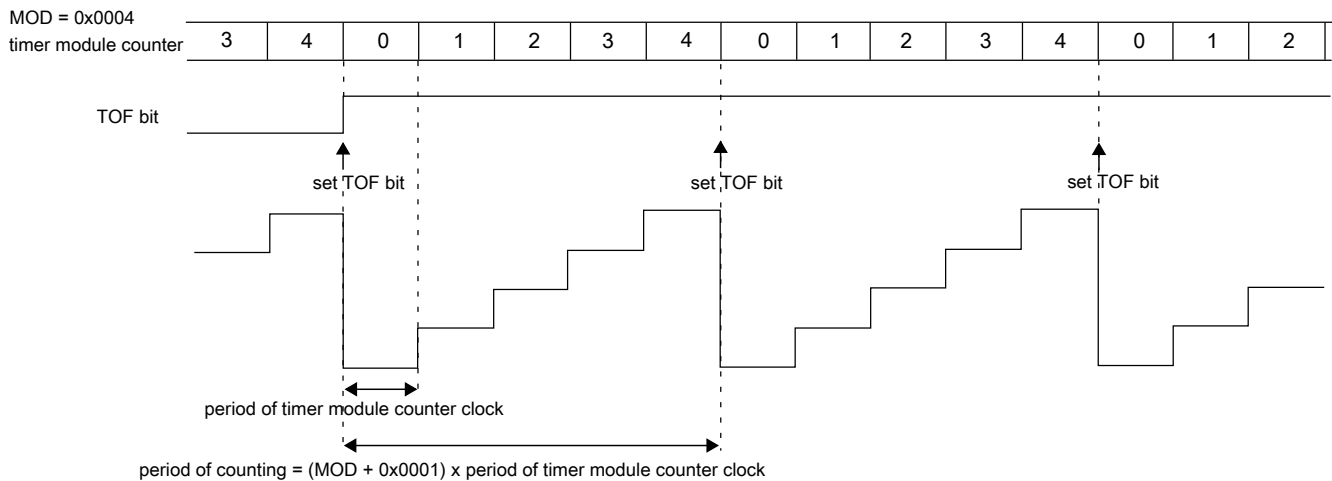 MOD = 0x0004
timer module counter 3 4 0 1 2 3 4 0 1 2 3 4 0 1 2
TOF bit
set TOF bit set TOF bit set TOF bit
period of timer module counter clock
period of counting = (MOD + 0x0001) x period of timer module counter clock